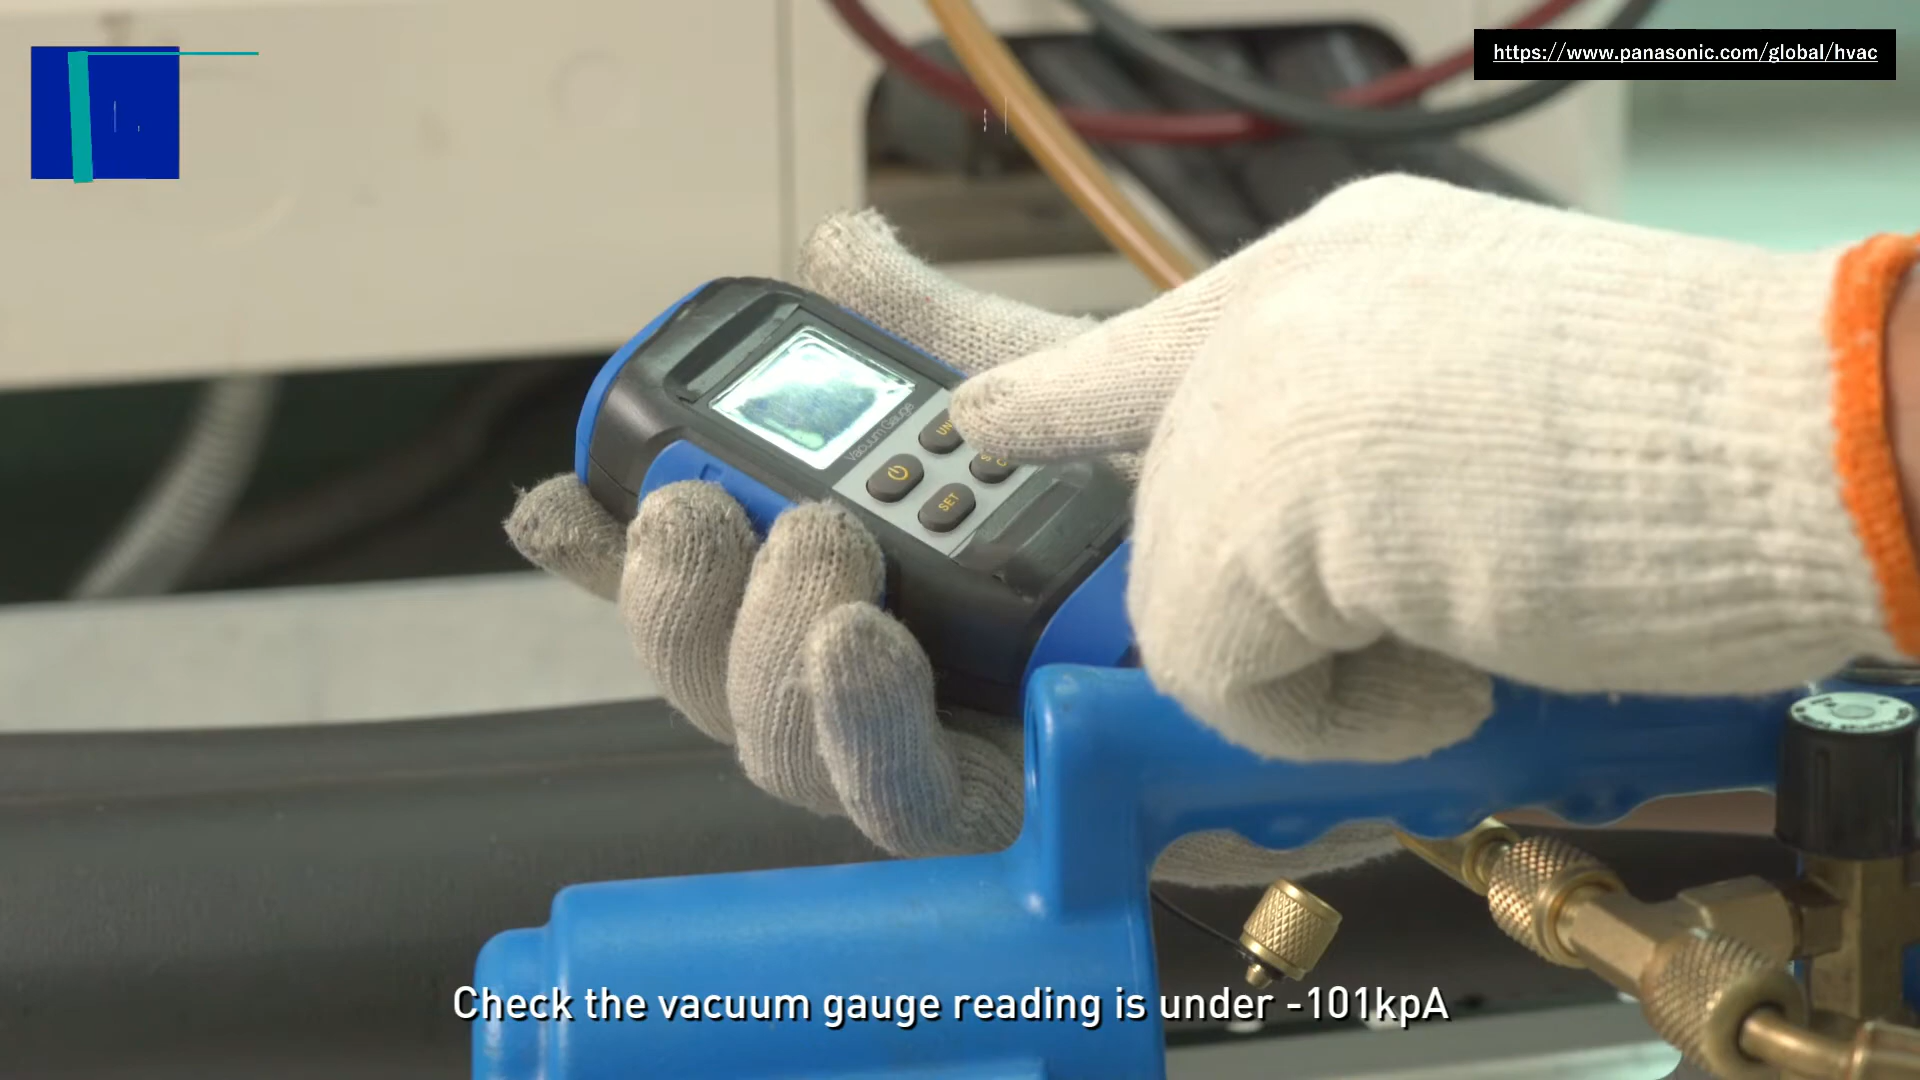 https://www.panasonic.com/global/hvac
Vacuum Gauge
SET
Check the vacuum gauge reading is under -101kpA